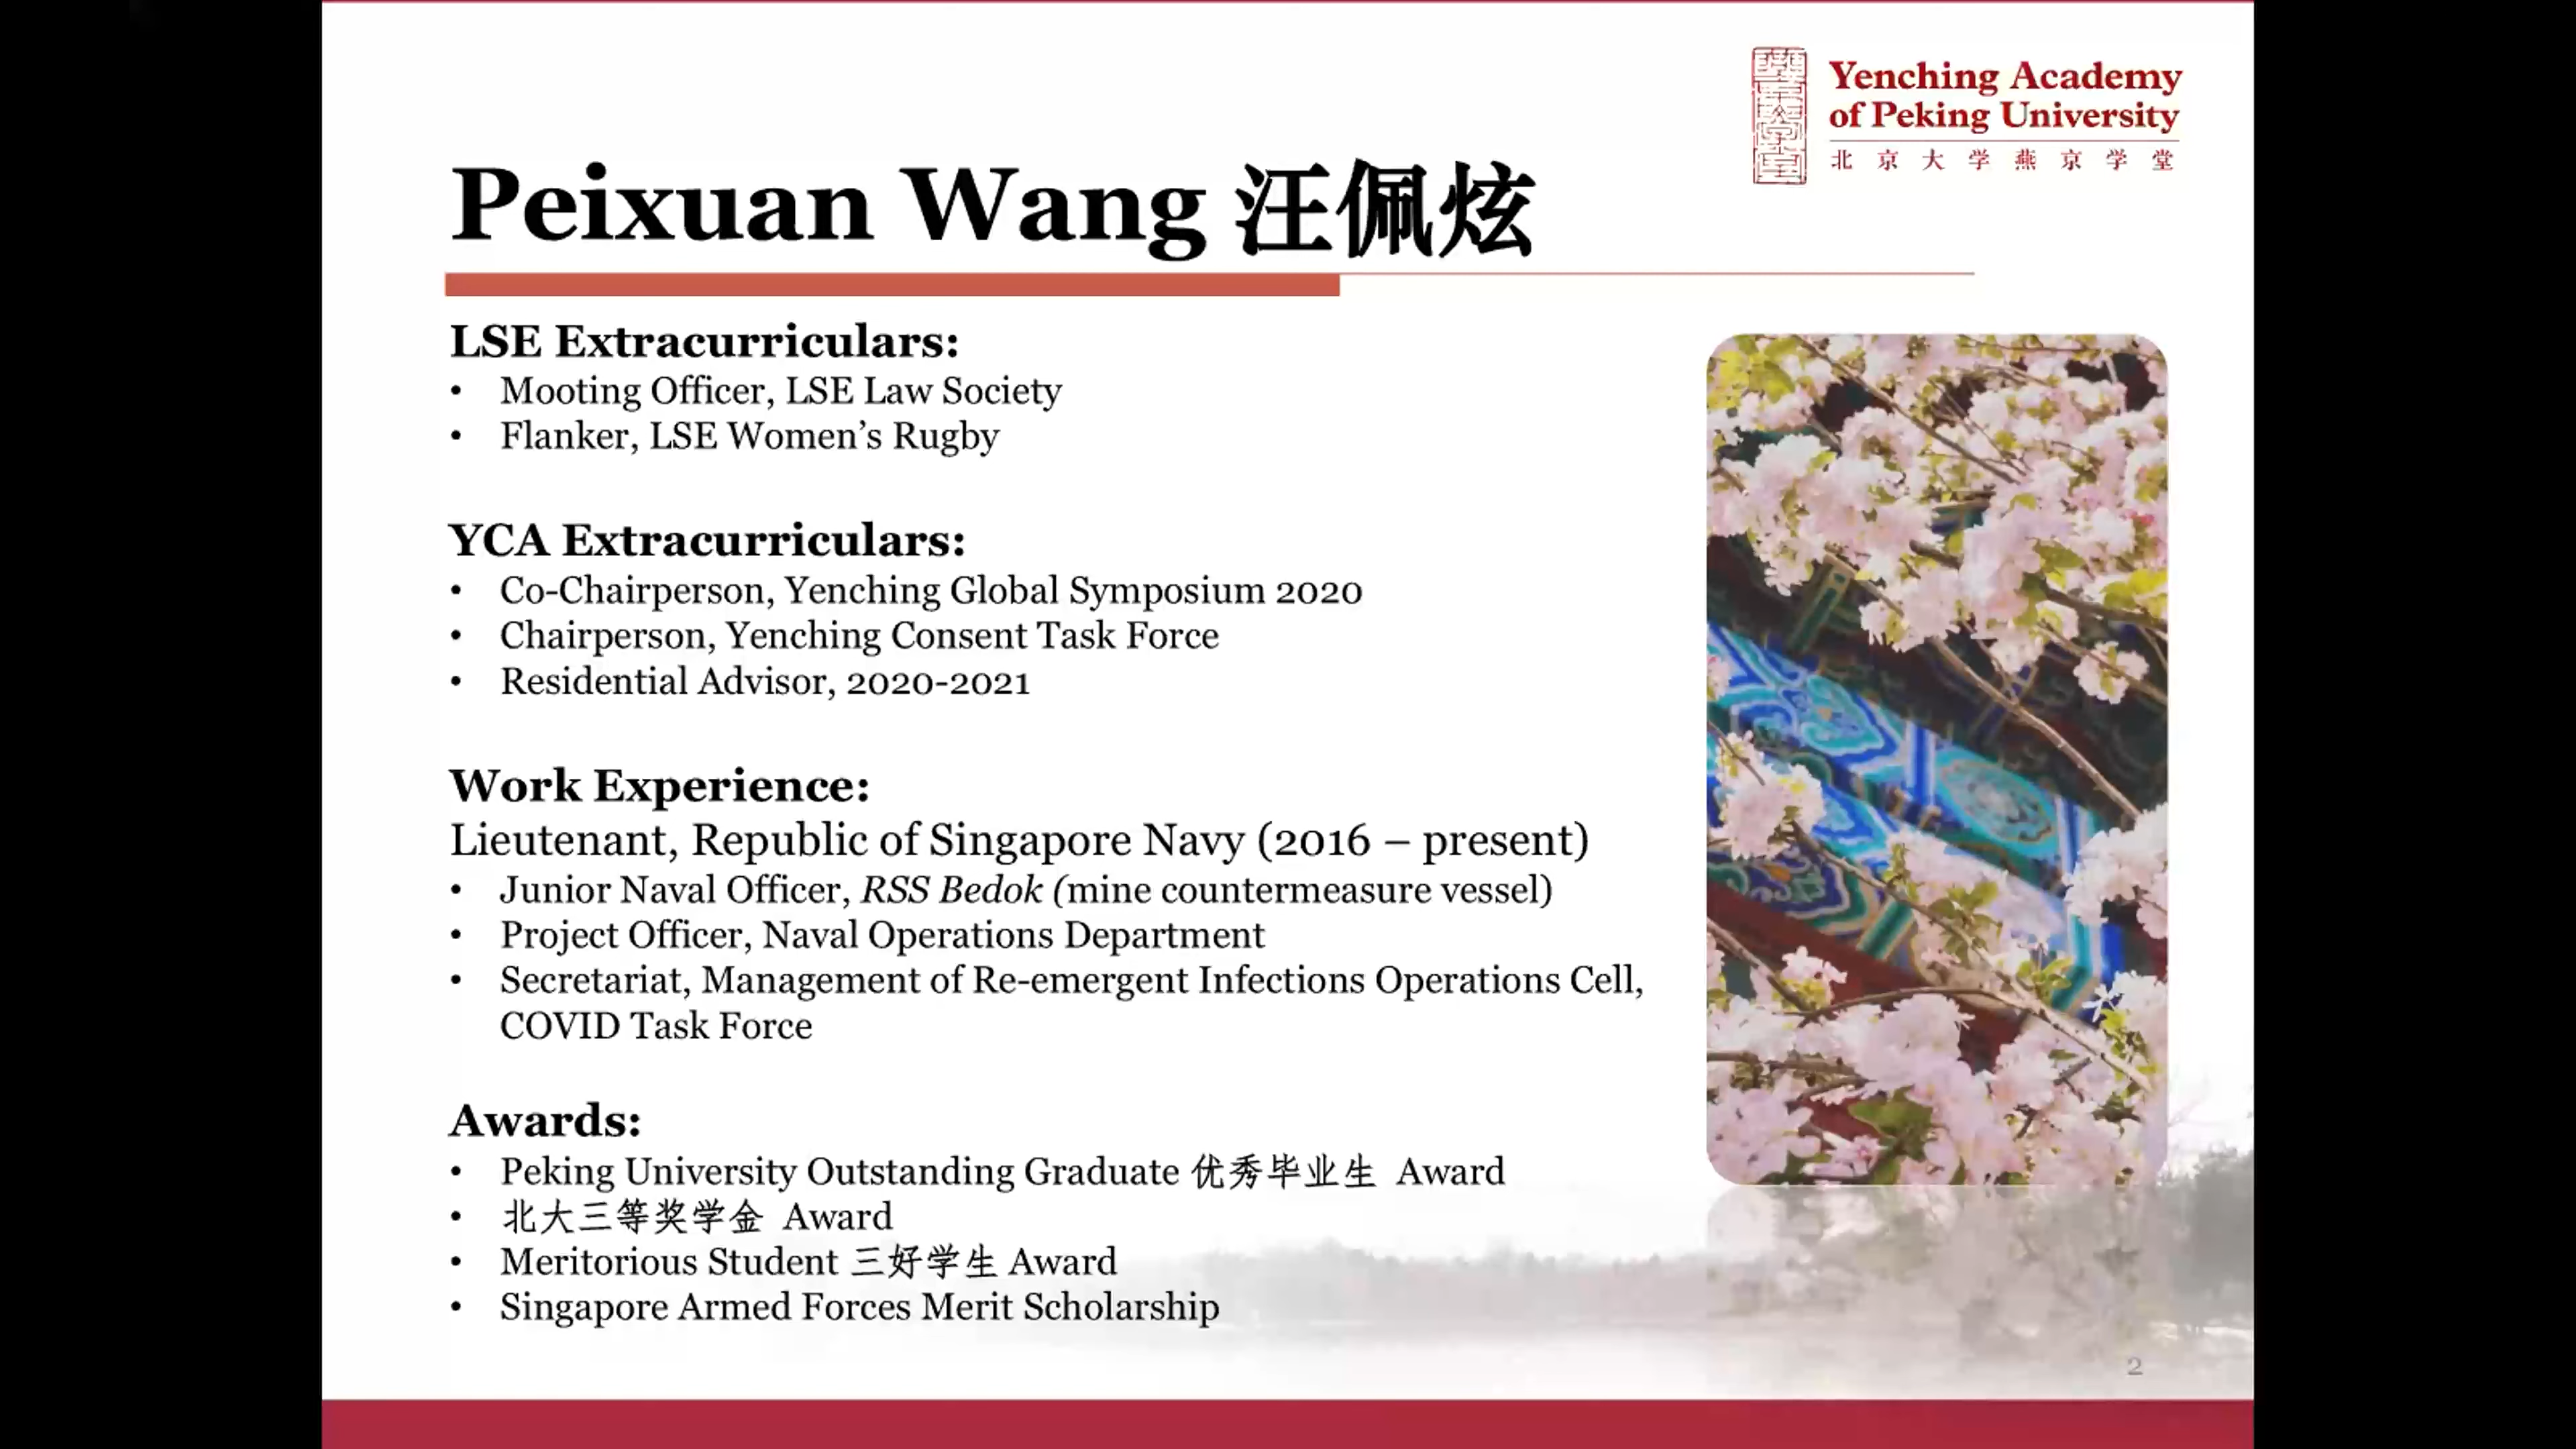 Yenching Academy
of Peking University
北京大学燕京学堂
Peixuan Wang 汪佩炫
LSE Extracurriculars:
• Mooting Officer, LSE Law Society
• Flanker, LSE Women’s Rugby
YCA Extracurriculars:
• Co-Chairperson, Yenching Global Symposium 2020
• Chairperson, Yenching Consent Task Force
• Residential Advisor, 2020-2021
Work Experience:
Lieutenant, Republic of Singapore Navy (2016 – present)
• Junior Naval Officer, RSS Bedok (mine countermeasure vessel)
• Project Officer, Naval Operations Department
• Secretariat, Management of Re-emergent Infections Operations Cell,
COVID Task Force
Awards:
• Peking University Outstanding Graduate 优秀毕业生 Award
• 北大三等奖学金 Award
• Meritorious Student 三好学生 Award
• Singapore Armed Forces Merit Scholarship
2